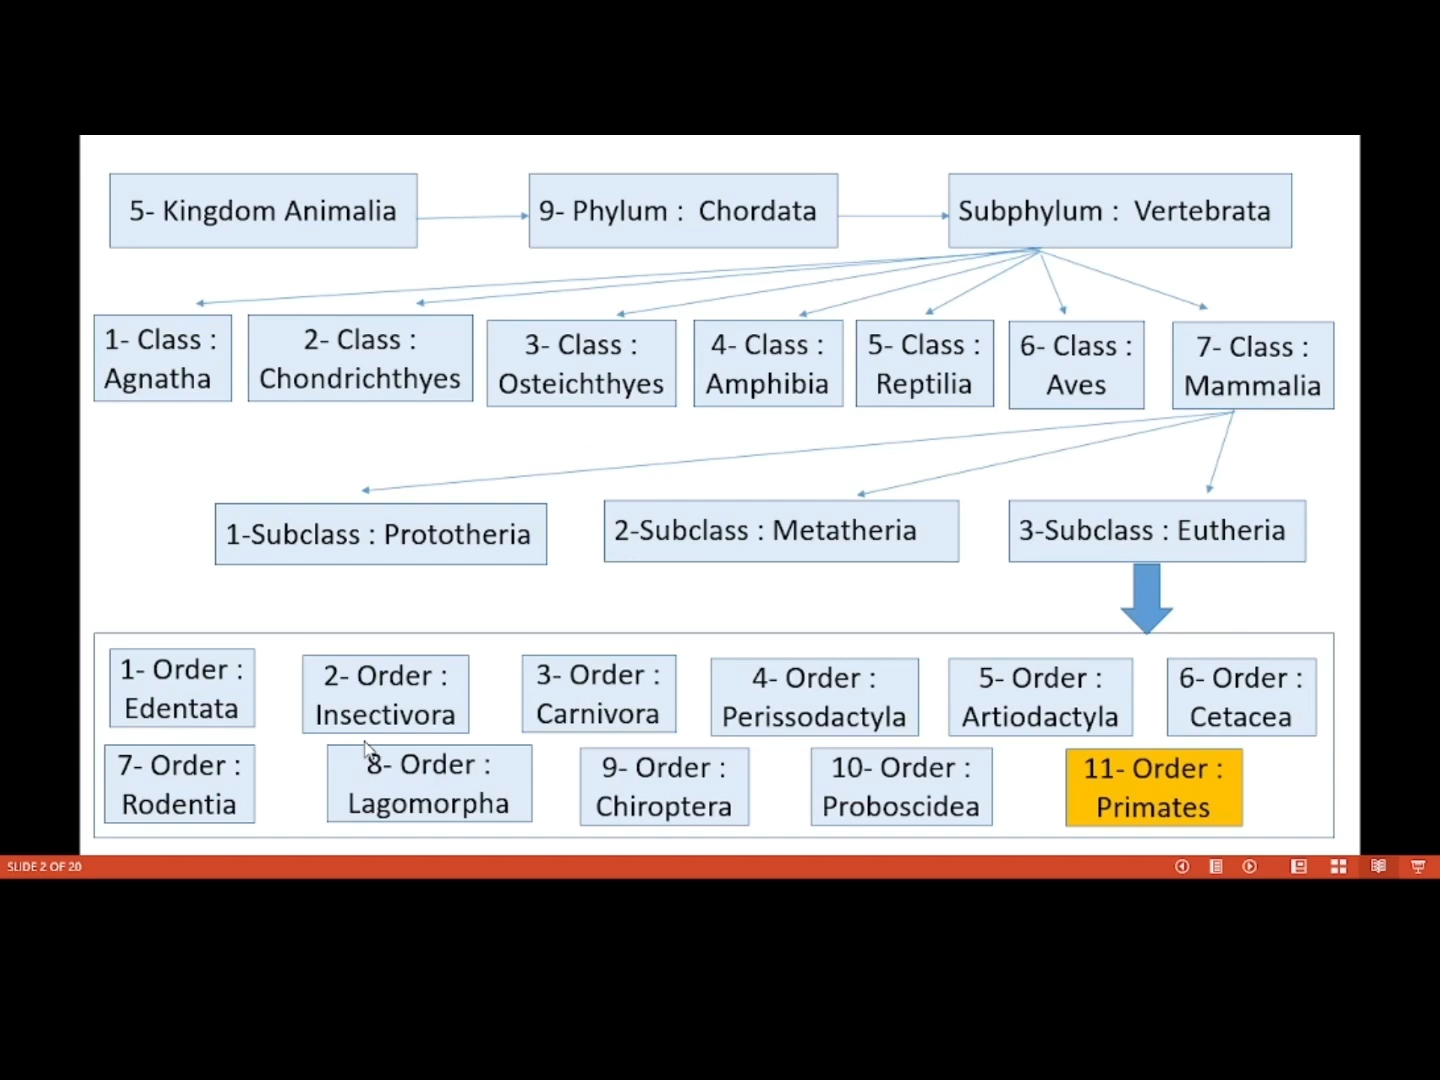 5- Kingdom Animalia
9- Phylum : Chordata
Subphylum : Vertebrata
1- Class :
Agnatha
2- Class :
Chondrichthyes
3- Class :
Osteichthyes
4- Class :
Amphibia
5- Class :
Reptilia
6- Class :
Aves
7- Class :
Mammalia
1-Subclass : Prototheria
2-Subclass : Metatheria
3-Subclass : Eutheria
1- Order :
Edentata
2- Order :
Insectivora
3- Order :
Carnivora
4- Order :
Perissodactyla
5- Order :
Artiodactyla
6- Order :
Cetacea
7- Order :
Rodentia
8- Order :
Lagomorpha
9- Order :
Chiroptera
10- Order :
Proboscidea
11- Order :
Primates
SLIDE 2 OF 20